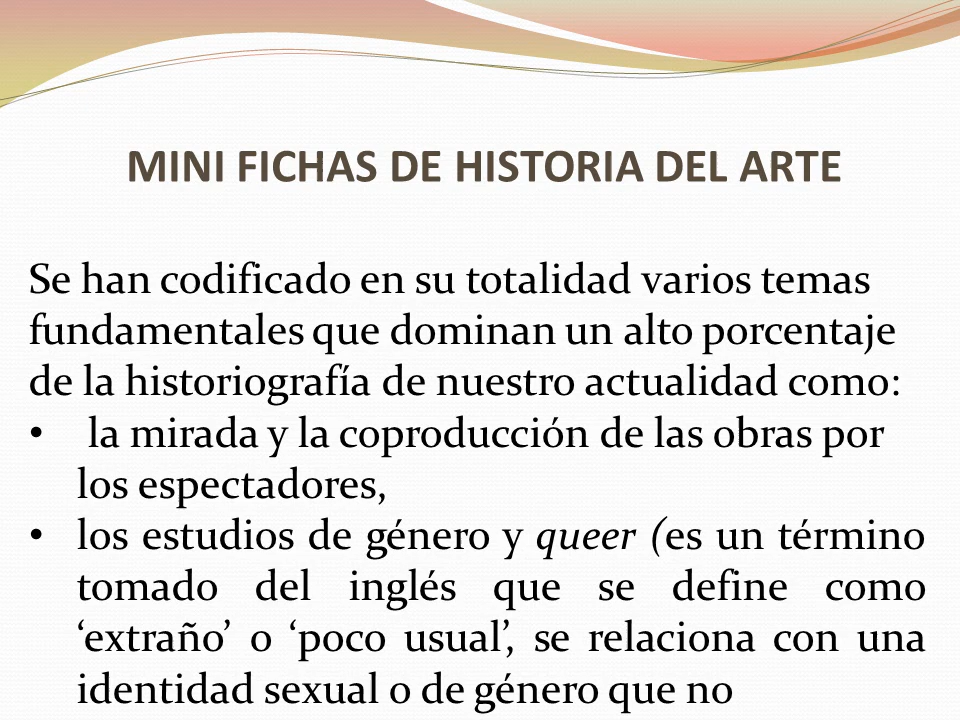 MINI FICHAS DE HISTORIA DEL ARTE
Se han codificado en su totalidad varios temas
fundamentales que dominan un alto porcentaje
de la historiografía de nuestro actualidad como:
• la mirada y la coproducción de las obras por
los espectadores,
• los estudios de género y queer (es un término
tomado del inglés que se define como
‘extraño’ o ‘poco usual’, se relaciona con una
identidad sexual o de género que no